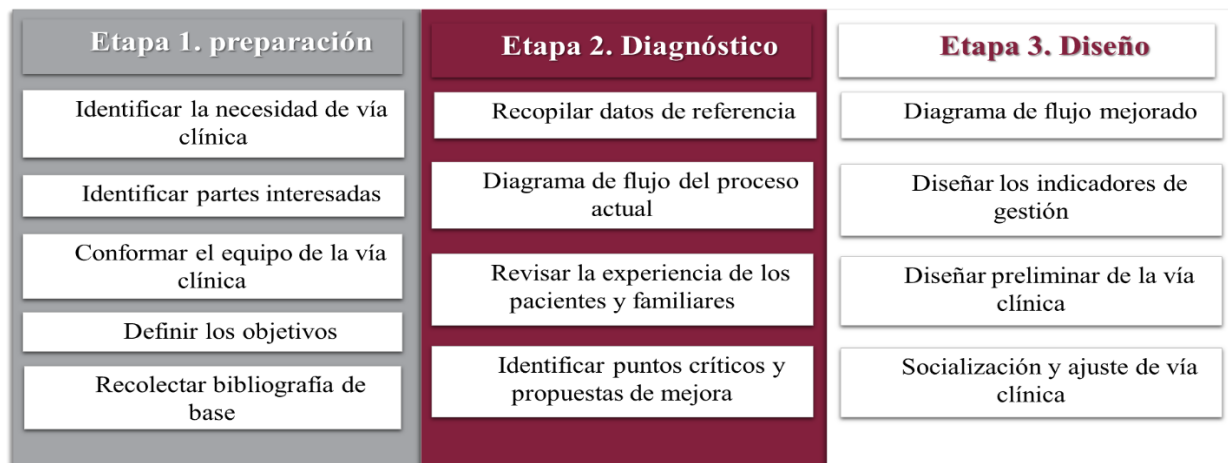 Etapa 1. preparación
Identificar la necesidad de vía
clínica
Identificar partes interesadas
Conformar el equipo de la vía
clínica
Definir los objetivos
Recolectar bibliografía de
base
Etapa 2. Diagnóstico
Recopilar datos de referencia
Diagrama de flujo del proceso
actual
Revisar la experiencia de los
pacientes y familiares
Identificar puntos críticos y
propuestas de mejora
Etapa 3. Diseño
Diagrama de flujo mejorado
Diseñar los indicadores de
gestión
Diseñar preliminar de la vía
clínica
Socialización y ajuste de vía
clínica